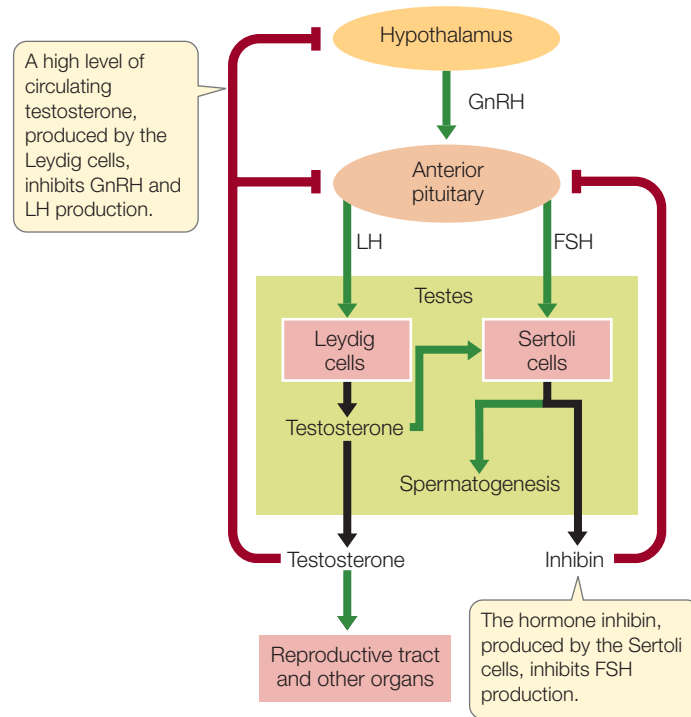 Hypothalamus
A high level of
circulating
testosterone,
produced by the
Leydig cells,
inhibits GnRH and
LH production.
GnRH
Anterior
pituitary
LH
FSH
Testes
Leydig
cells
Sertoli
cells
Testosterone
Spermatogenesis
Testosterone
Inhibin
The hormone inhibin,
produced by the Sertoli
cells, inhibits FSH
production.
Reproductive tract
and other organs